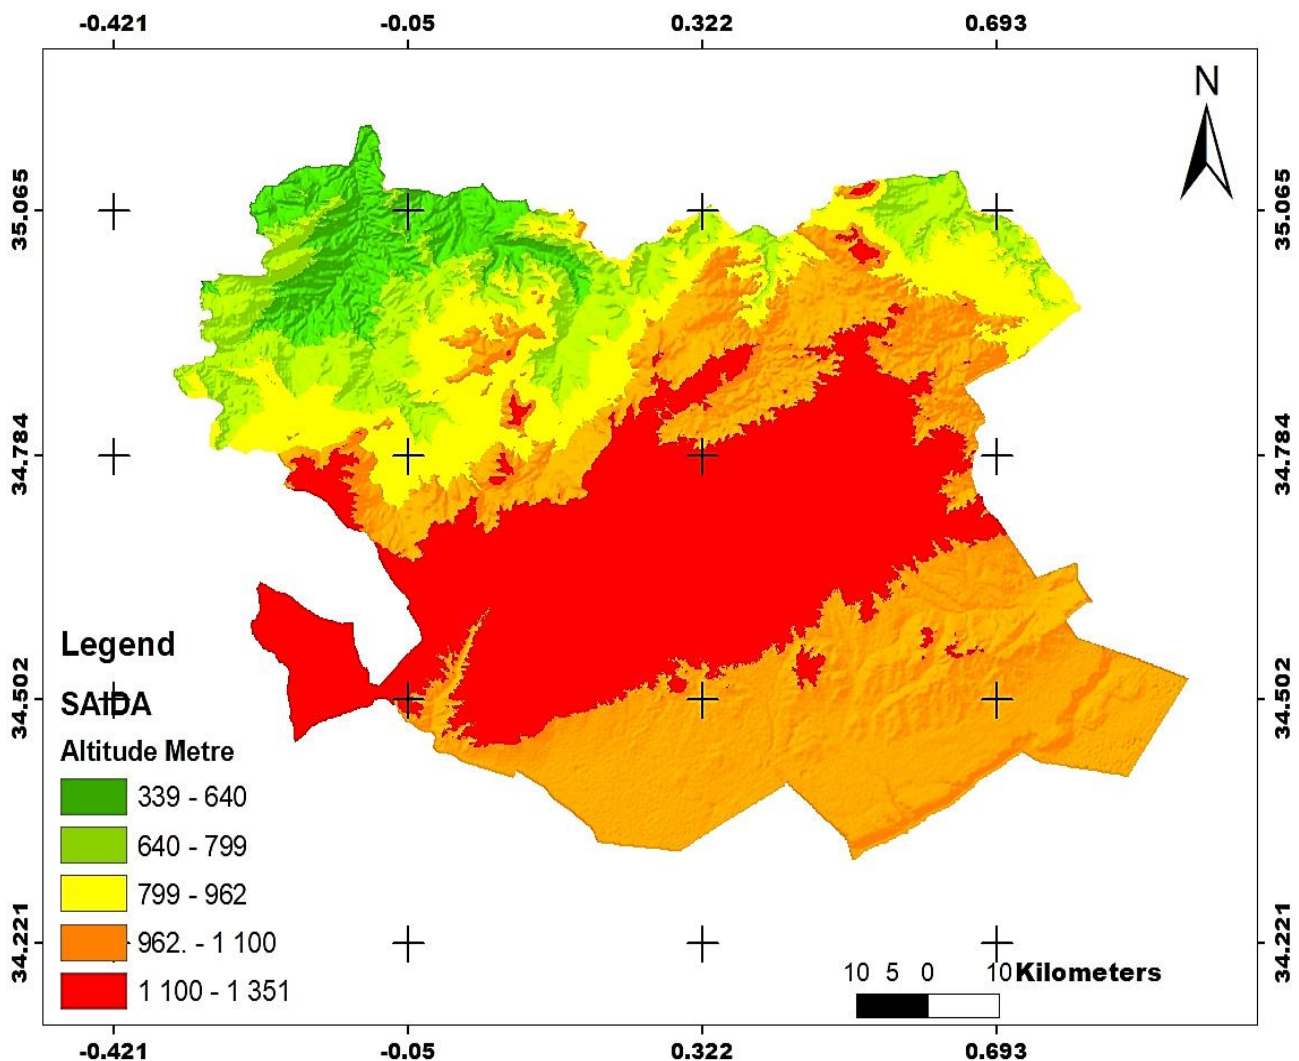 -0.421 -0.05 0.322 0.693
N
35.065 35.065
34.784 34.784
34.502 34.502
34.221 34.221
Legend
SAIDA
Altitude Metre
339 - 640
640 - 799
799 - 962
962. - 1 100
1 100 - 1 351
10 5 0 10 Kilometers
-0.421 -0.05 0.322 0.693